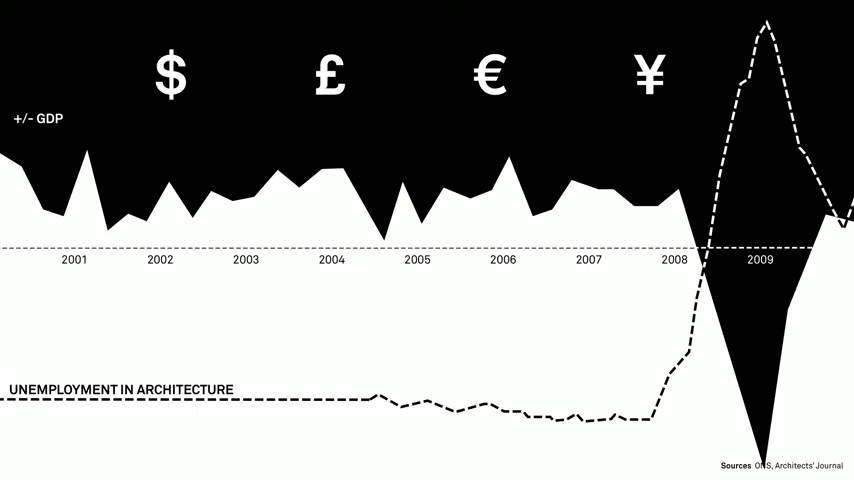 $ £ € ¥
+/- GDP
2001 2002 2003 2004 2005 2006 2007 2008 2009
UNEMPLOYMENT IN ARCHITECTURE
Sources ONS, Architects' Journal